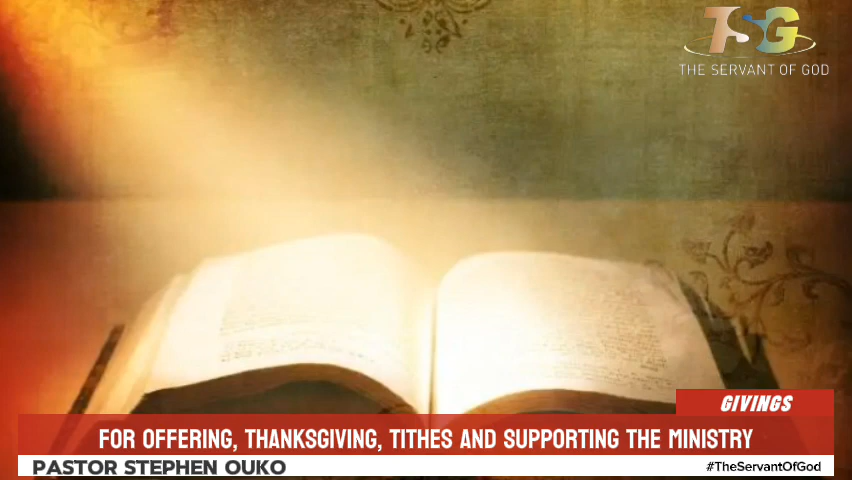 TSG
THE SERVANT OF GOD
GIVINGS
FOR OFFERING, THANKSGIVING, TITHES AND SUPPORTING THE MINISTRY
PASTOR STEPHEN OUKO
#TheServantOfGod